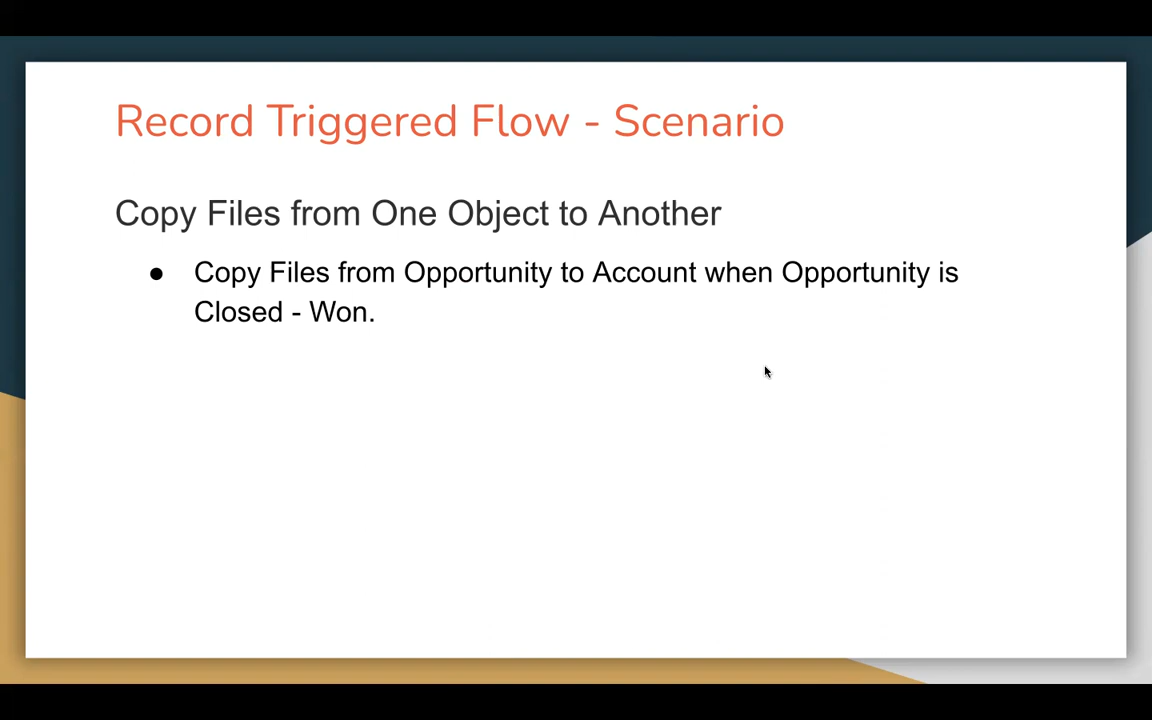 Record Triggered Flow - Scenario
Copy Files from One Object to Another
● Copy Files from Opportunity to Account when Opportunity is
Closed - Won.